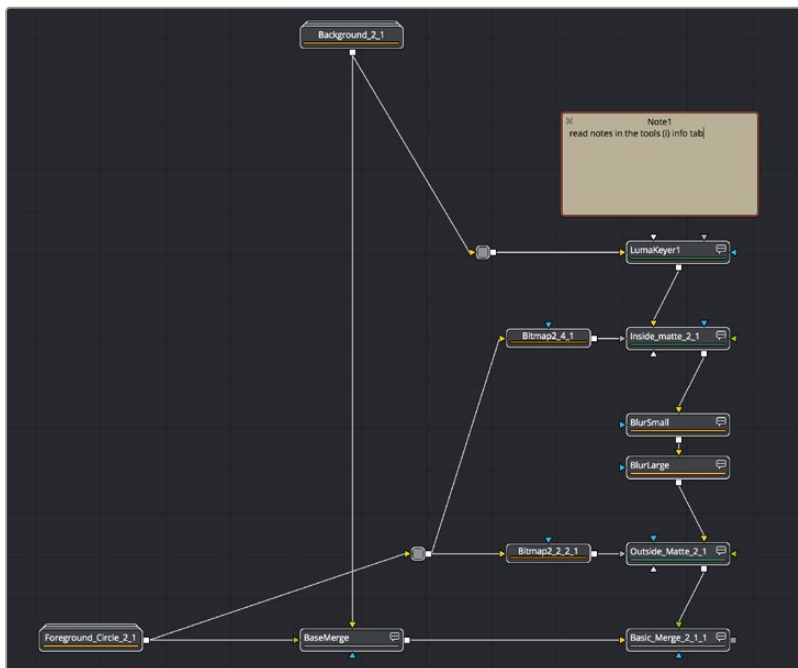 Background_2_1
Note1
read notes in the tools (i) info tab
LumaKeyer1
Bitmap2_4_1
Inside_matte_2_1
BlurSmall
BlurLarge
Bitmap2_2_2_1
Outside_Matte_2_1
Foreground_Circle_2_1
BaseMerge
Basic_Merge_2_1_1